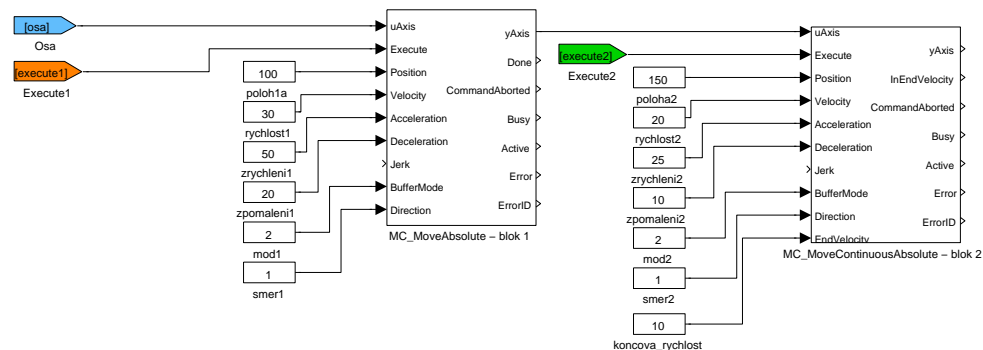 [osa]
Osa
[execute1]
Execute1
100
poloh1a
30
rychlost1
50
zrychleni1
20
zpomaleni1
2
mod1
1
smer1
uAxis
Execute
Position
Velocity
Acceleration
Deceleration
Jerk
BufferMode
Direction
yAxis
Done
CommandAborted
Busy
Active
Error
ErrorID
MC_MoveAbsolute – blok 1
[execute2]
Execute2
150
poloha2
20
rychlost2
25
zrychleni2
10
zpomaleni2
2
mod2
1
smer2
10
koncova_rychlost
uAxis
Execute
Position
Velocity
Acceleration
Deceleration
Jerk
BufferMode
Direction
EndVelocity
yAxis
InEndVelocity
CommandAborted
Busy
Active
Error
ErrorID
MC_MoveContinuousAbsolute – blok 2